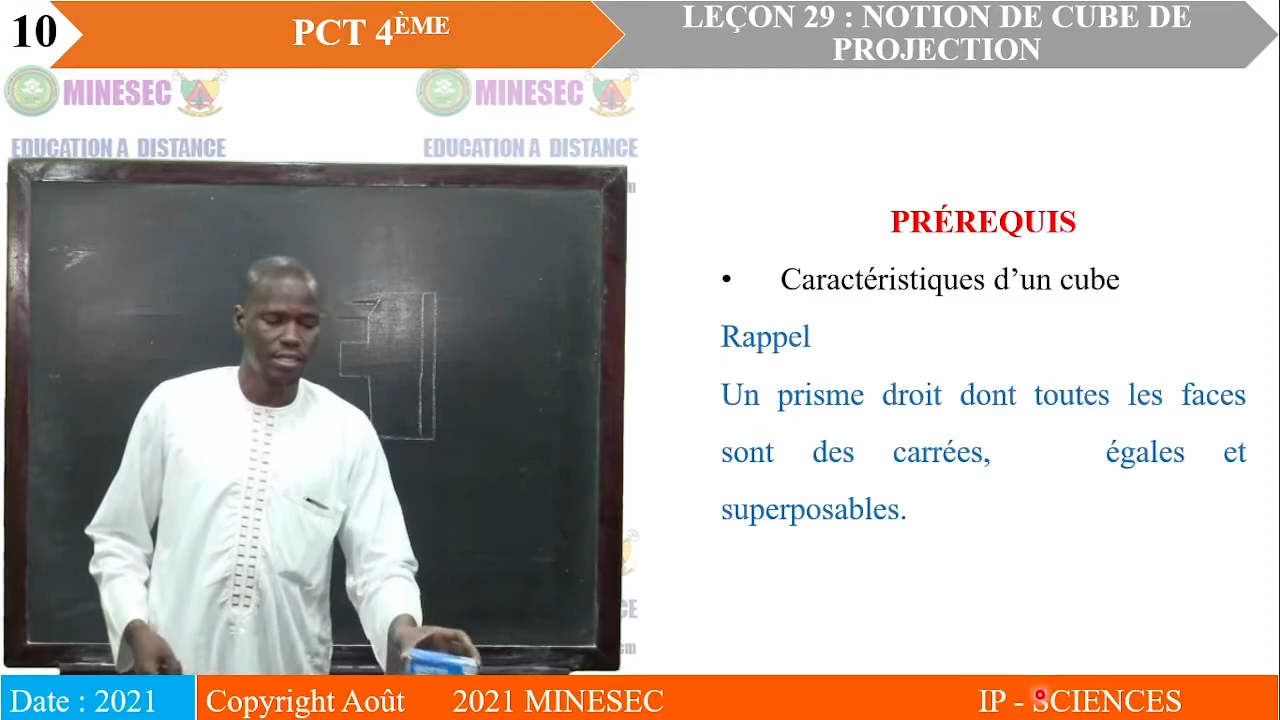 10
PCT 4ÈME
LEÇON 29 : NOTION DE CUBE DE
PROJECTION
MINESEC
MINESEC
EDUCATION A DISTANCE
EDUCATION A DISTANCE
PRÉREQUIS
• Caractéristiques d’un cube
Rappel
Un prisme droit dont toutes les faces
sont des carrées, égales et
superposables.
Date : 2021
Copyright Août 2021 MINESEC
IP - SCIENCES